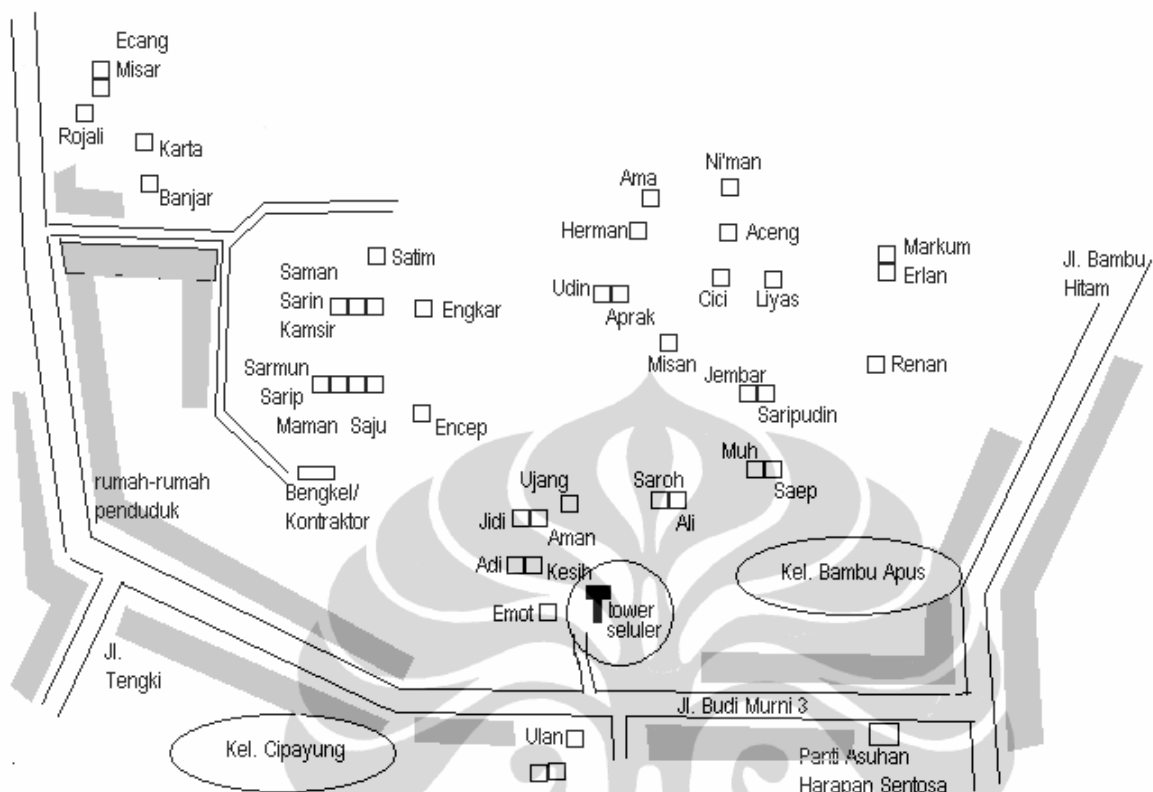 Ecang
Misar
Rojali
Karta
Banjar
Ni'man
Ama
Herman
Aceng
Markum
Erlan
Jl. Bambu
Hitam
Satim
Saman
Sarin
Kamsir
Engkar
Udin
Aprak
Cici
Liyas
Misan
Renan
Jembar
Saripudin
Sarmun
Sarip
Maman Saju
Encep
Muh
Saep
rumah-rumah
penduduk
Bengkel/
Kontraktor
Ujang
Saroh
Jidi
Aman
Ali
Adi
Kesih
Kel. Bambu Apus
Emot
tower
seluler
Jl.
Tengki
Jl. Budi Murni 3
Kel. Cipayung
Ulan
Panti Asuhan
Harapan Sentosa